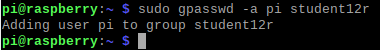 pi@raspberry:~ $ sudo gpasswd -a pi student12r
Adding user pi to group student12r
pi@raspberry:~ $